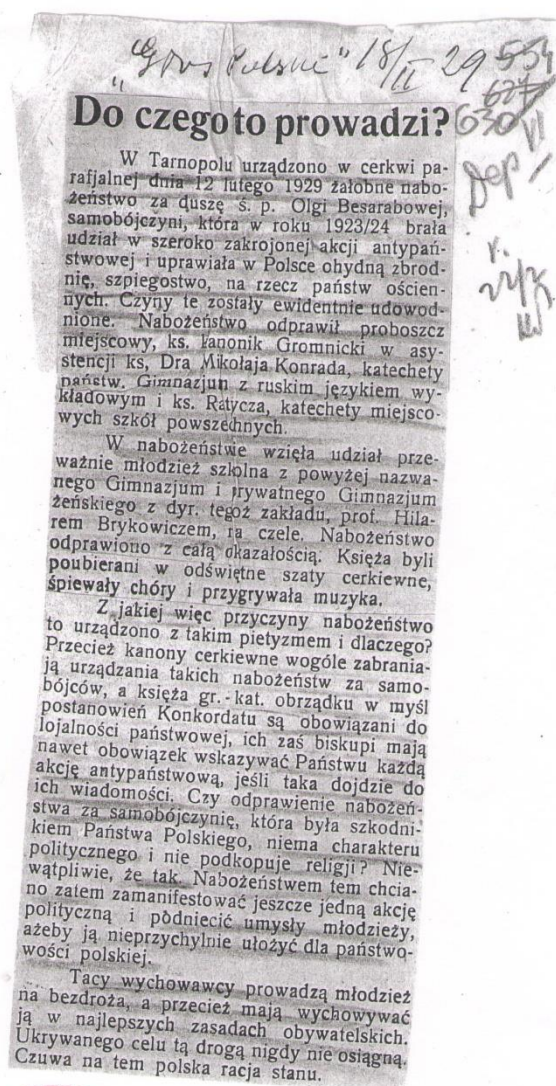 "Głos Polski" 18/II 29
554
627
630
VI
Dep
Do czego to prowadzi?
W Tarnopolu urządzono w cerkwi pa-
rafjalnej dnia 12 lutego 1929 żałobne nabo-
żeństwo za duszę ś. p. Olgi Besarabowej,
samobójczyni, która w roku 1923/24 brała
udział w szeroko zakrojonej akcji antypań-
stwowej i uprawiała w Polsce ohydną zbrod-
nię, szpiegostwo, na rzecz państw ościen-
nych. Czyny te zostały ewidentnie udowod-
nione. Nabożeństwo odprawił proboszcz
miejscowy, ks. kanonik Gromnicki w asy-
stencji ks, Dra Mikołaja Konrada, katechety
państw. Gimnazjun z ruskim językiem wy-
kładowym i ks. Ratycza, katechety miejsco-
wych szkół powszechnych.
W nabożeństwie wzięła udział prze-
ważnie młodzież szkolna z powyżej nazwa-
nego Gimnazjum i prywatnego Gimnazjum
żeńskiego z dyr. tegoż zakładu, prof. Hila-
rem Brykowiczem, na czele. Nabożeństwo
odprawiono z całą okazałością. Księża byli
poubierani w odświętne szaty cerkiewne,
śpiewały chóry i przygrywała muzyka.
Z jakiej więc przyczyny nabożeństwo
to urządzono z takim pietyzmem i dlaczego?
Przecież kanony cerkiewne wogóle zabrania-
ją urządzania takich nabożeństw za samo-
bójców, a księża gr.-kat. obrządku w myśl
postanowień Konkordatu są obowiązani do
lojalności państwowej, ich zaś biskupi mają
nawet obowiązek wskazywać Państwu każdą
akcję antypaństwową, jeśli taka dojdzie do
ich wiadomości. Czy odprawienie nabożeń-
stwa za samobójczynię, która była szkodni-
kiem Państwa Polskiego, niema charakteru
politycznego i nie podkopuje religji? Nie-
wątpliwie, że tak. Nabożeństwem tem chcia-
no zatem zamanifestować jeszcze jedną akcję
polityczną i podniecić umysły młodzieży,
ażeby ją nieprzychylnie ułożyć dla państwo-
wości polskiej.
Tacy wychowawcy prowadzą młodzież
na bezdroża, a przecież mają wychowywać
ją w najlepszych zasadach obywatelskich.
Ukrywanego celu tą drogą nigdy nie osiągną.
Czuwa na tem polska racja stanu.